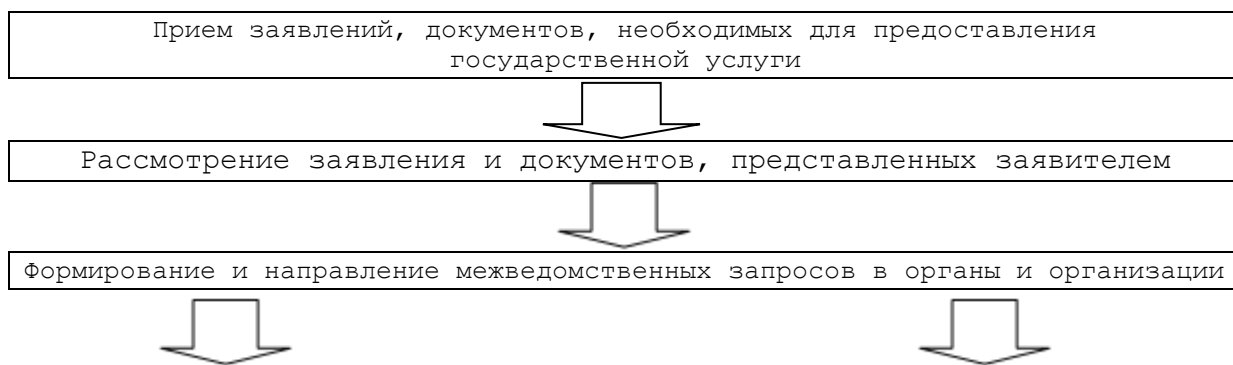 Прием заявлений, документов, необходимых для предоставления
государственной услуги
Рассмотрение заявления и документов, представленных заявителем
Формирование и направление межведомственных запросов в органы и организации